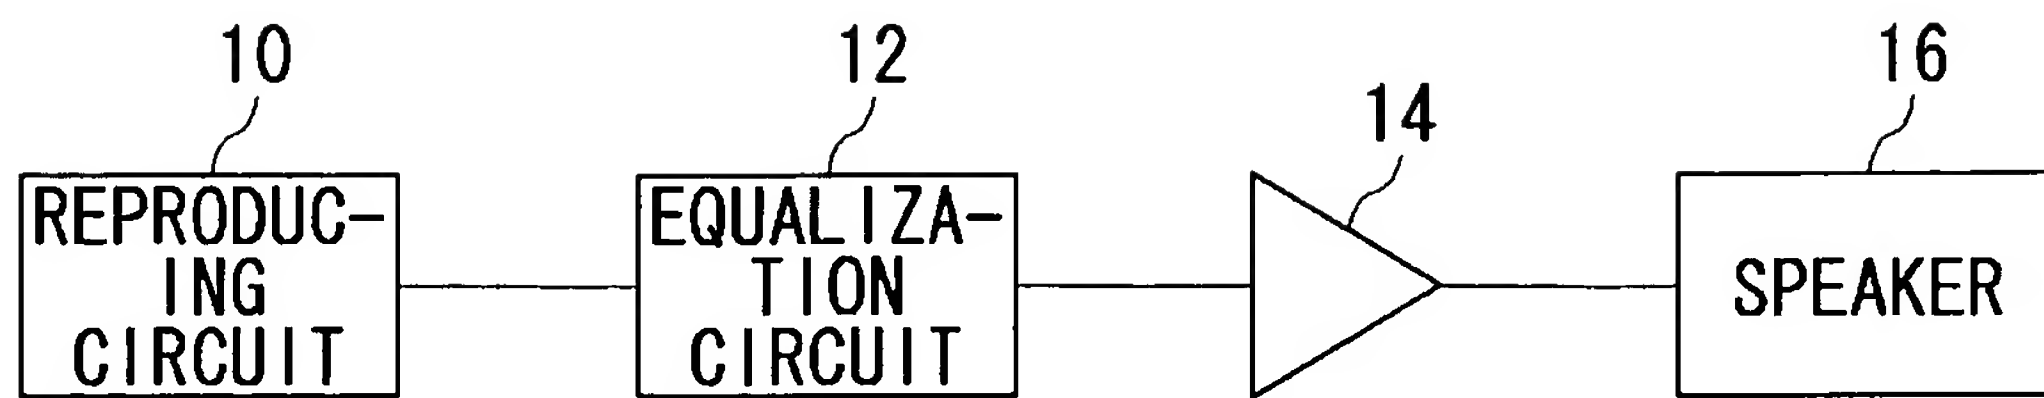 10
12
14
16
REPRODUC-
ING
CIRCUIT
EQUALIZA-
TION
CIRCUIT
SPEAKER